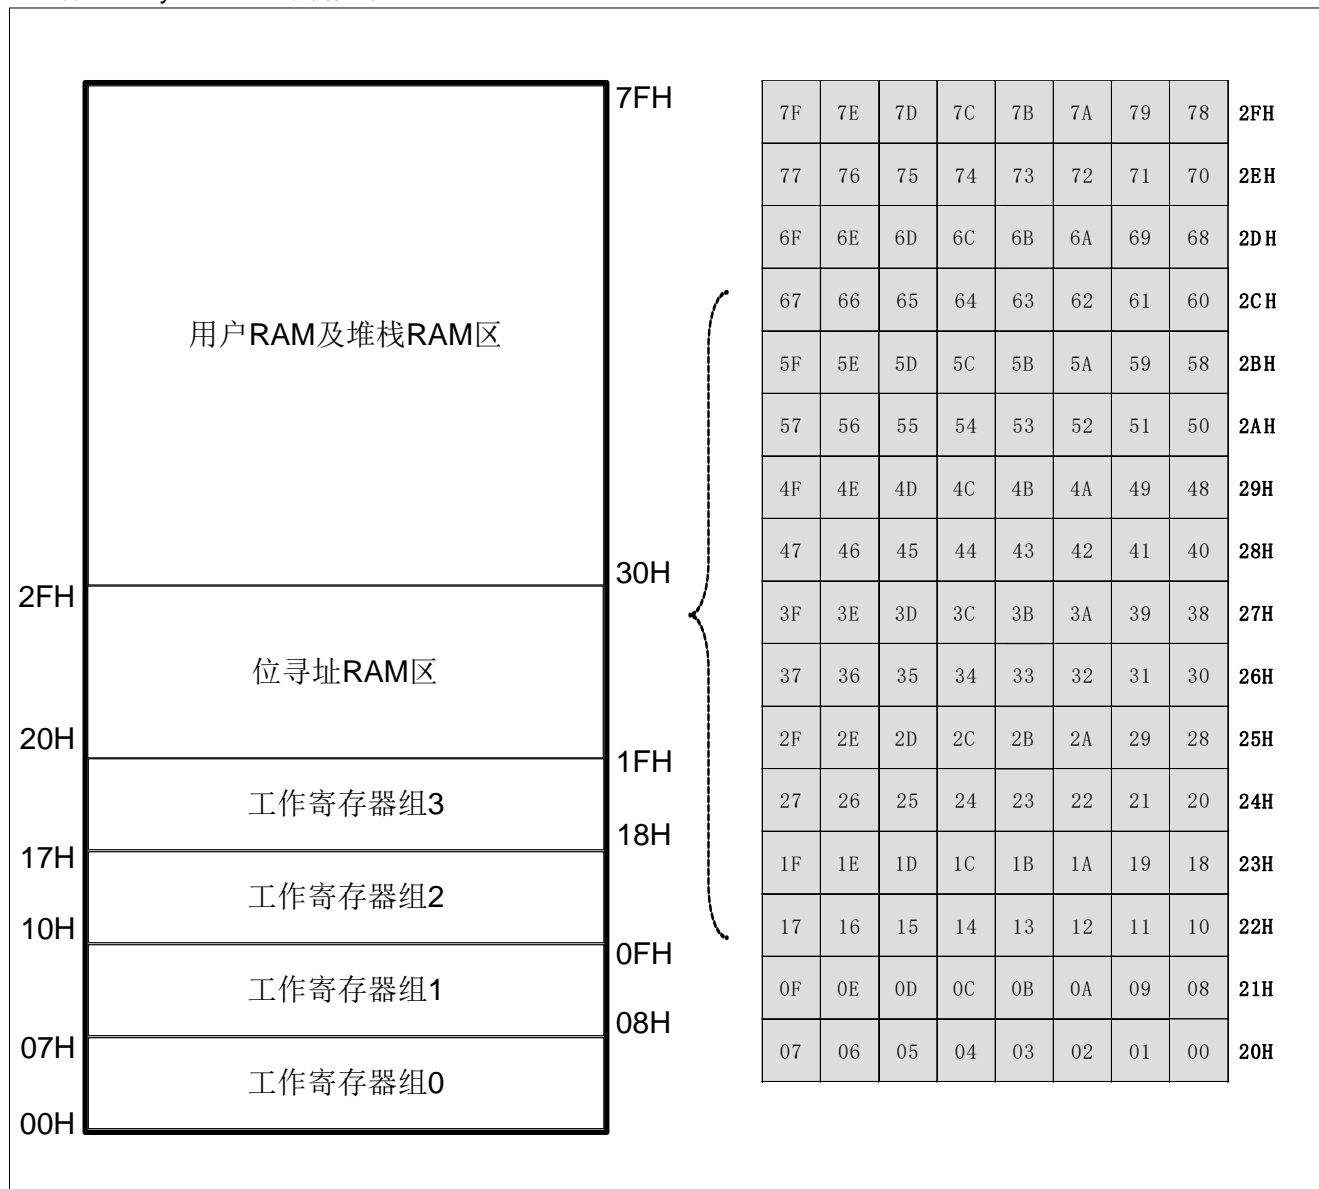 7FH
用户RAM及堆栈RAM区
30H
2FH
位寻址RAM区
20H
1FH
工作寄存器组3
18H
17H
工作寄存器组2
10H
0FH
工作寄存器组1
08H
07H
工作寄存器组0
00H
7F 7E 7D 7C 7B 7A 79 78 2FH
77 76 75 74 73 72 71 70 2EH
6F 6E 6D 6C 6B 6A 69 68 2DH
67 66 65 64 63 62 61 60 2CH
5F 5E 5D 5C 5B 5A 59 58 2BH
57 56 55 54 53 52 51 50 2AH
4F 4E 4D 4C 4B 4A 49 48 29H
47 46 45 44 43 42 41 40 28H
3F 3E 3D 3C 3B 3A 39 38 27H
37 36 35 34 33 32 31 30 26H
2F 2E 2D 2C 2B 2A 29 28 25H
27 26 25 24 23 22 21 20 24H
1F 1E 1D 1C 1B 1A 19 18 23H
17 16 15 14 13 12 11 10 22H
0F 0E 0D 0C 0B 0A 09 08 21H
07 06 05 04 03 02 01 00 20H